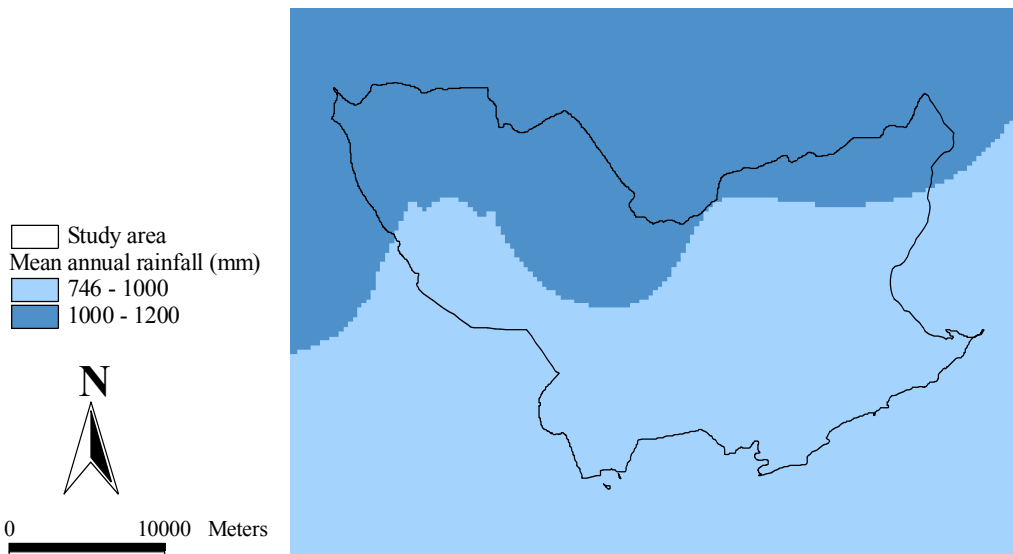 Study area
Mean annual rainfall (mm)
746 - 1000
1000 - 1200
N
0 10000 Meters